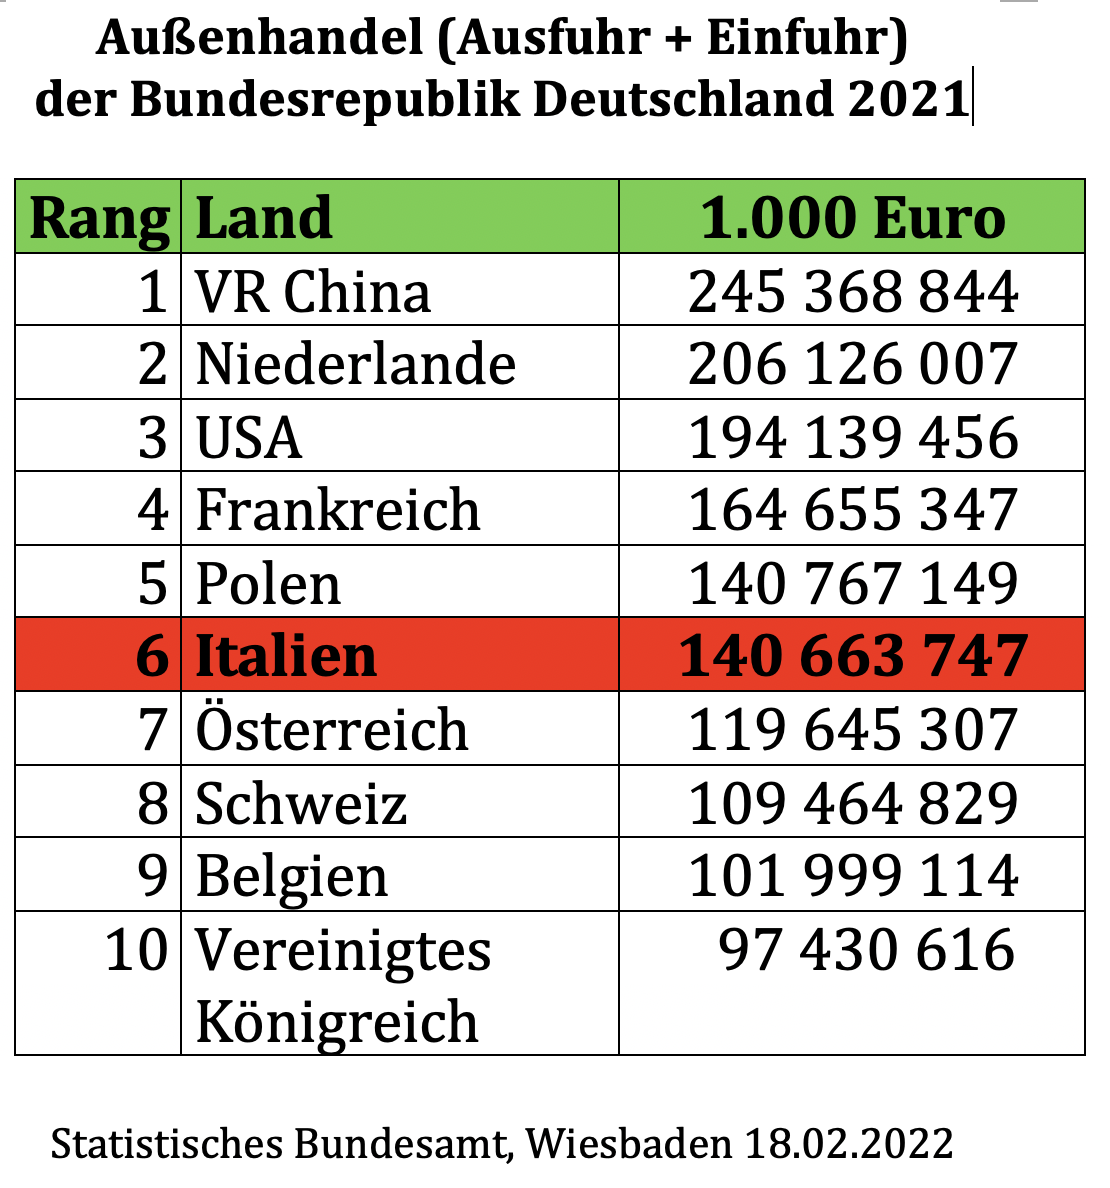 Außenhandel (Ausfuhr + Einfuhr)
der Bundesrepublik Deutschland 2021
Rang Land 1.000 Euro
1 VR China 245 368 844
2 Niederlande 206 126 007
3 USA 194 139 456
4 Frankreich 164 655 347
5 Polen 140 767 149
6 Italien 140 663 747
7 Österreich 119 645 307
8 Schweiz 109 464 829
9 Belgien 101 999 114
10 Vereinigtes 97 430 616
Königreich
Statistisches Bundesamt, Wiesbaden 18.02.2022